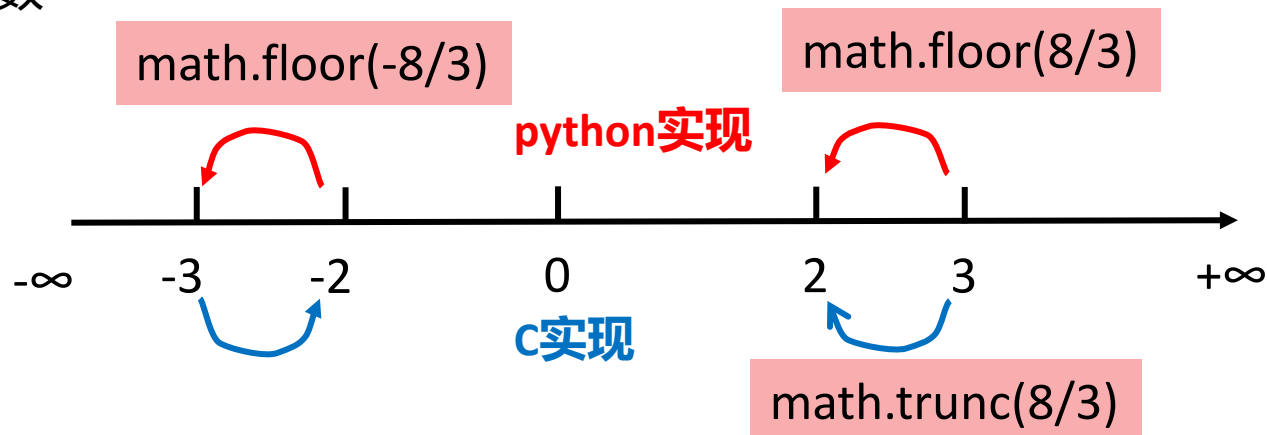 数
math.floor(-8/3)
math.floor(8/3)
python实现
-∞ -3 -2 0 2 3 +∞
C实现
math.trunc(8/3)